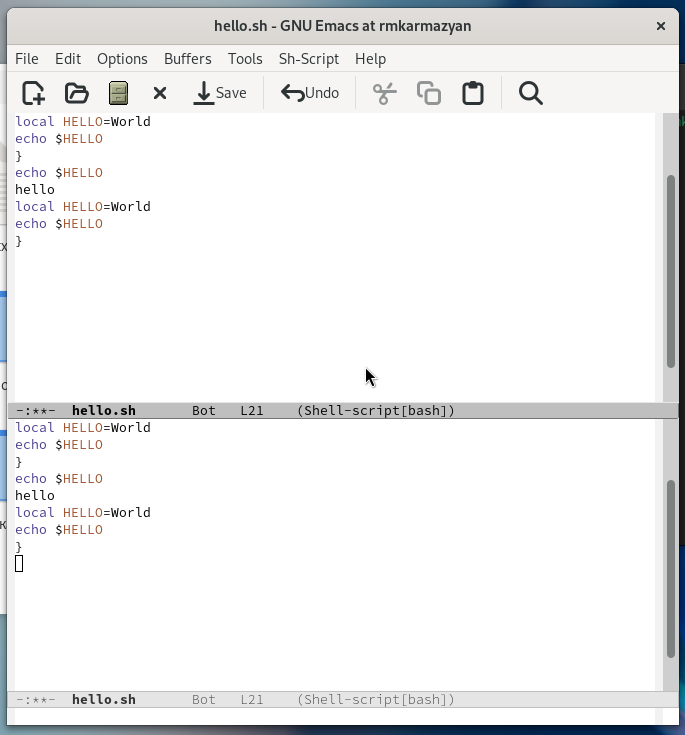 hello.sh - GNU Emacs at rmkarmazyan
File Edit Options Buffers Tools Sh-Script Help
Save Undo
local HELLO=World
echo $HELLO
}
echo $HELLO
hello
local HELLO=World
echo $HELLO
}
-:**- hello.sh Bot L21 (Shell-script[bash])
local HELLO=World
echo $HELLO
}
echo $HELLO
hello
local HELLO=World
echo $HELLO
}
-:**- hello.sh Bot L21 (Shell-script[bash])